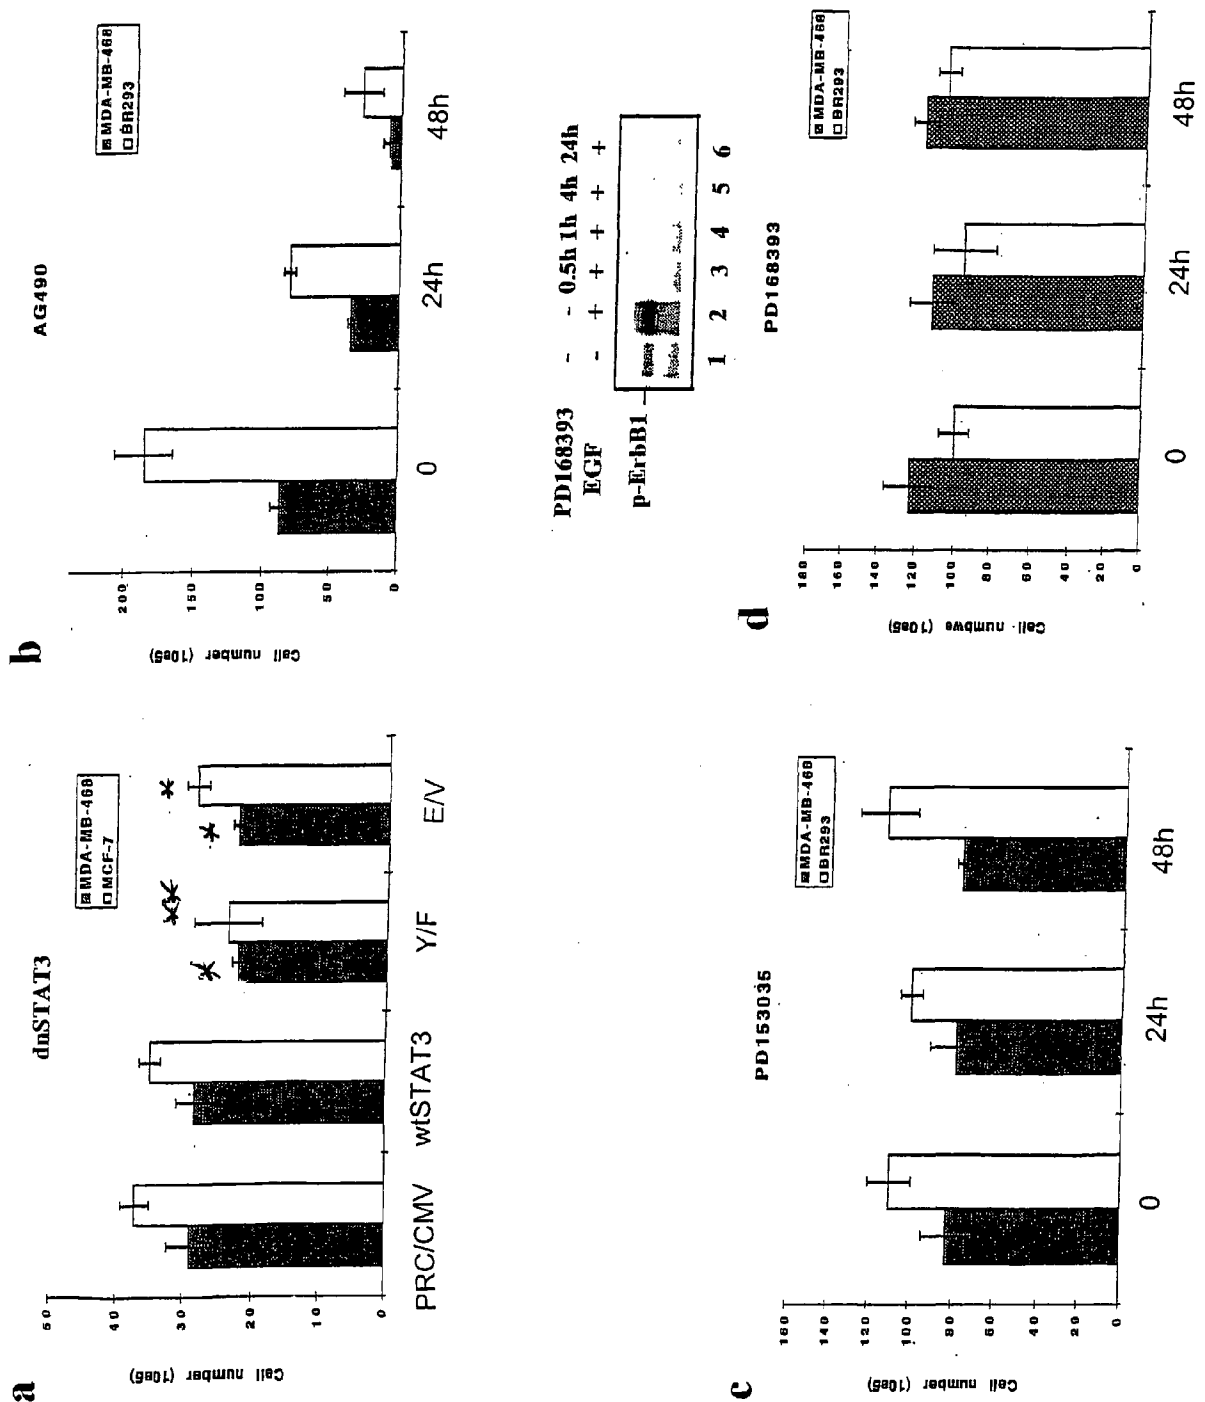 a
dnSTAT3
MDA-MB-468
MCF-7
Cell number (10e5)
50
40
30
20
10
0
PRC/CMV
wtSTAT3
Y/F
E/V
b
AG490
MDA-MB-468
BR293
Cell number (10e5)
200
150
100
50
0
0
24h
48h
c
PD153035
MDA-MB-468
BR293
Cell number (10e5)
160
140
120
100
80
60
40
20
0
0
24h
48h
PD168393 - - 0.5h 1h 4h 24h
EGF - + + + + +
p-ErbB1
1 2 3 4 5 6
d
PD168393
MDA-MB-468
BR293
Cell numbwe (10e5)
180
160
140
120
100
80
60
40
20
0
0
24h
48h